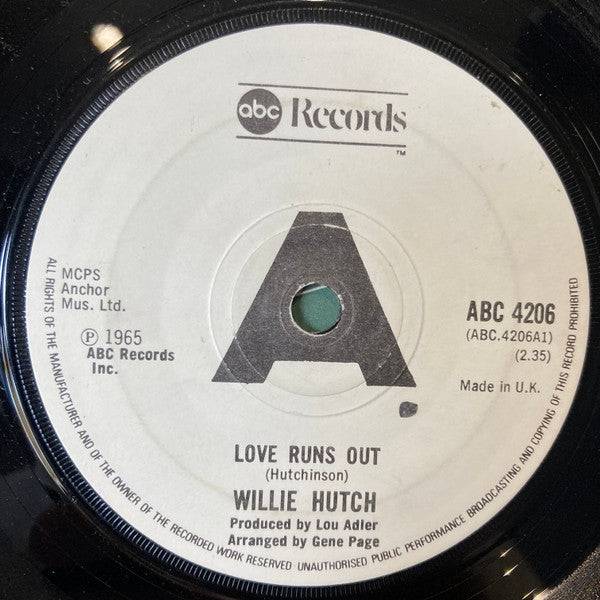 abc Records
TM
A
MCPS
Anchor
Mus. Ltd.
Ⓟ 1965
ABC Records
Inc.
ABC 4206
(ABC.4206A1)
(2.35)
Made in U.K.
LOVE RUNS OUT
(Hutchinson)
WILLIE HUTCH
Produced by Lou Adler
Arranged by Gene Page
ALL RIGHTS OF THE MANUFACTURER AND OF THE OWNER OF THE RECORDED WORK RESERVED UNAUTHORISED PUBLIC PERFORMANCE BROADCASTING AND COPYING OF THIS RECORD PROHIBITED